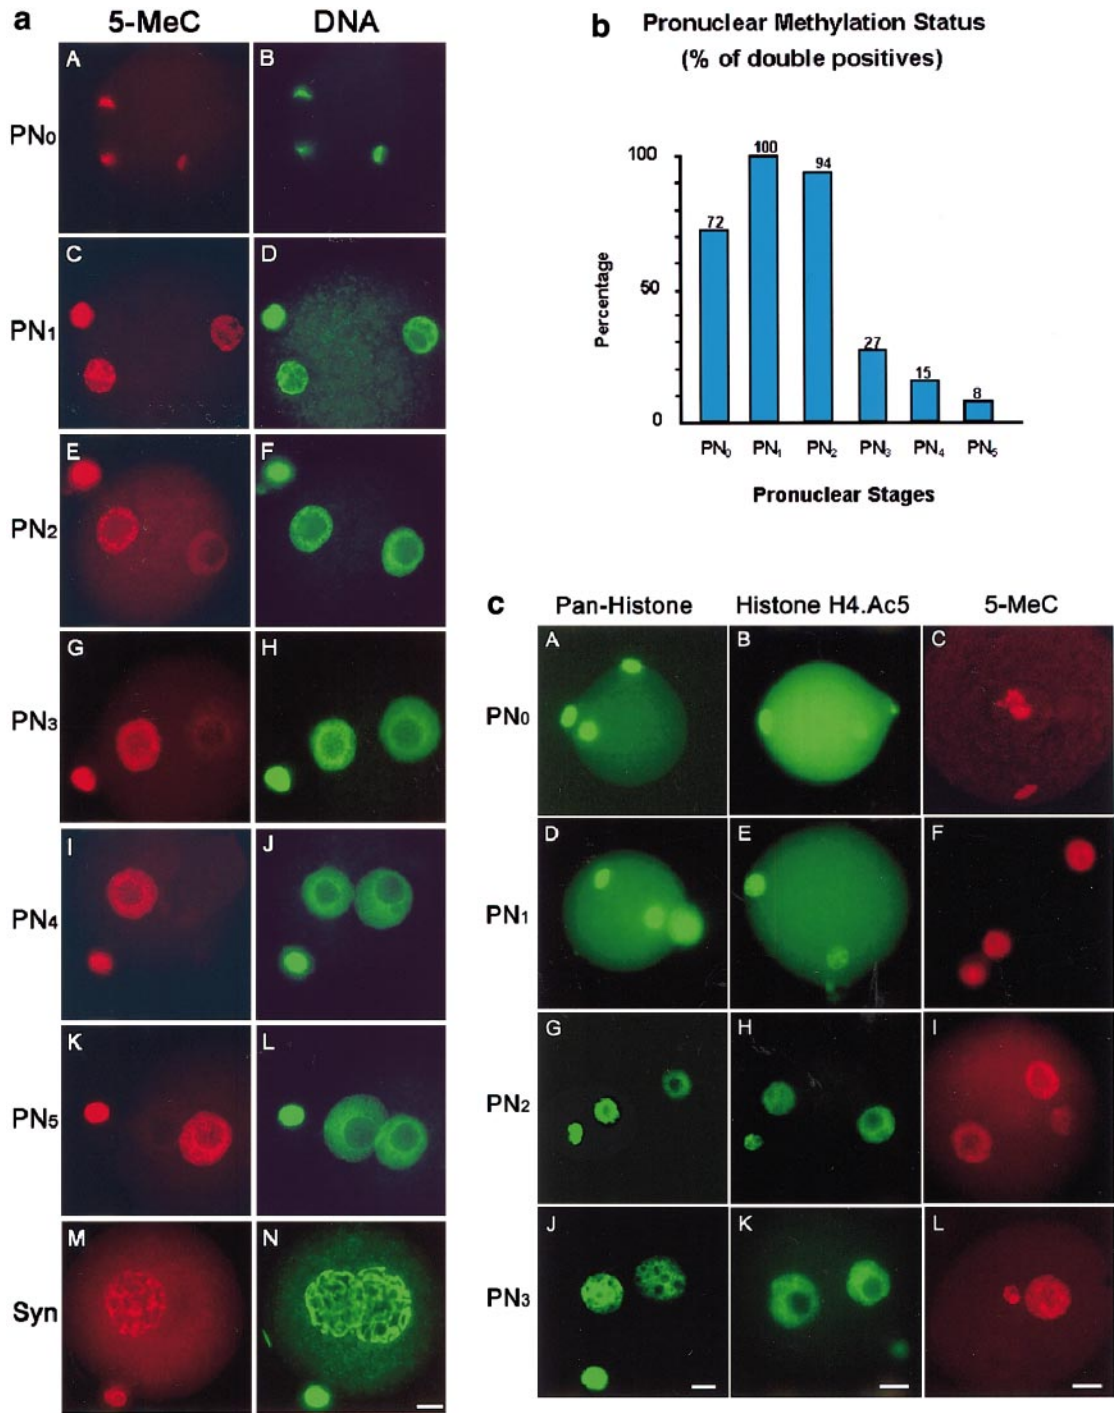 a 5-MeC DNA
PN0 A B
PN1 C D
PN2 E F
PN3 G H
PN4 I J
PN5 K L
Syn M N
b Pronuclear Methylation Status
(% of double positives)
Percentage
100
50
0
72
100
94
27
15
8
PN0 PN1 PN2 PN3 PN4 PN5
Pronuclear Stages
c Pan-Histone Histone H4.Ac5 5-MeC
PN0 A B C
PN1 D E F
PN2 G H I
PN3 J K L